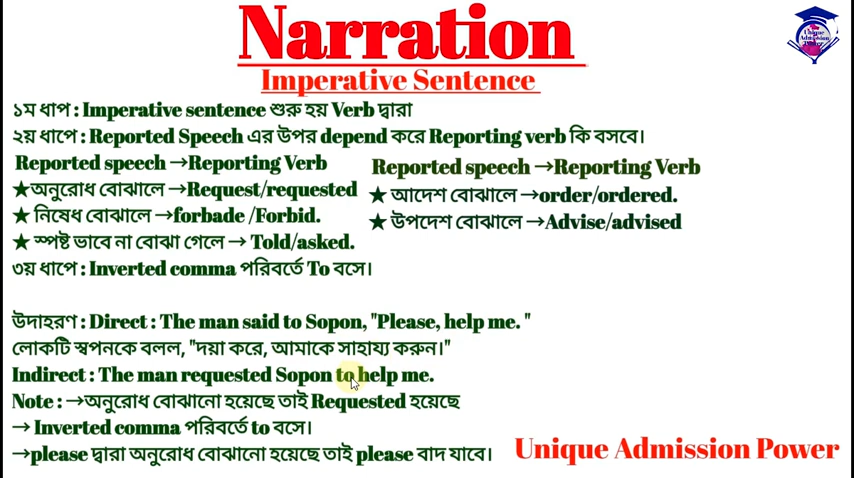 Narration
Unique
Admission
Power
Imperative Sentence
১ম ধাপ : Imperative sentence শুরু হয় Verb দ্বারা
২য় ধাপে : Reported Speech এর উপর depend করে Reporting verb কি বসবে।
Reported speech →Reporting Verb
★অনুরোধ বোঝালে →Request/requested
★ নিষেধ বোঝালে →forbade /Forbid.
★ স্পষ্ট ভাবে না বোঝা গেলে → Told/asked.
Reported speech →Reporting Verb
★ আদেশ বোঝালে →order/ordered.
★ উপদেশ বোঝালে →Advise/advised
৩য় ধাপে : Inverted comma পরিবর্তে To বসে।
উদাহরণ : Direct : The man said to Sopon, "Please, help me. "
লোকটি স্বপনকে বলল, "দয়া করে, আমাকে সাহায্য করুন।"
Indirect : The man requested Sopon to help me.
Note : →অনুরোধ বোঝানো হয়েছে তাই Requested হয়েছে
→ Inverted comma পরিবর্তে to বসে।
→please দ্বারা অনুরোধ বোঝানো হয়েছে তাই please বাদ যাবে।
Unique Admission Power